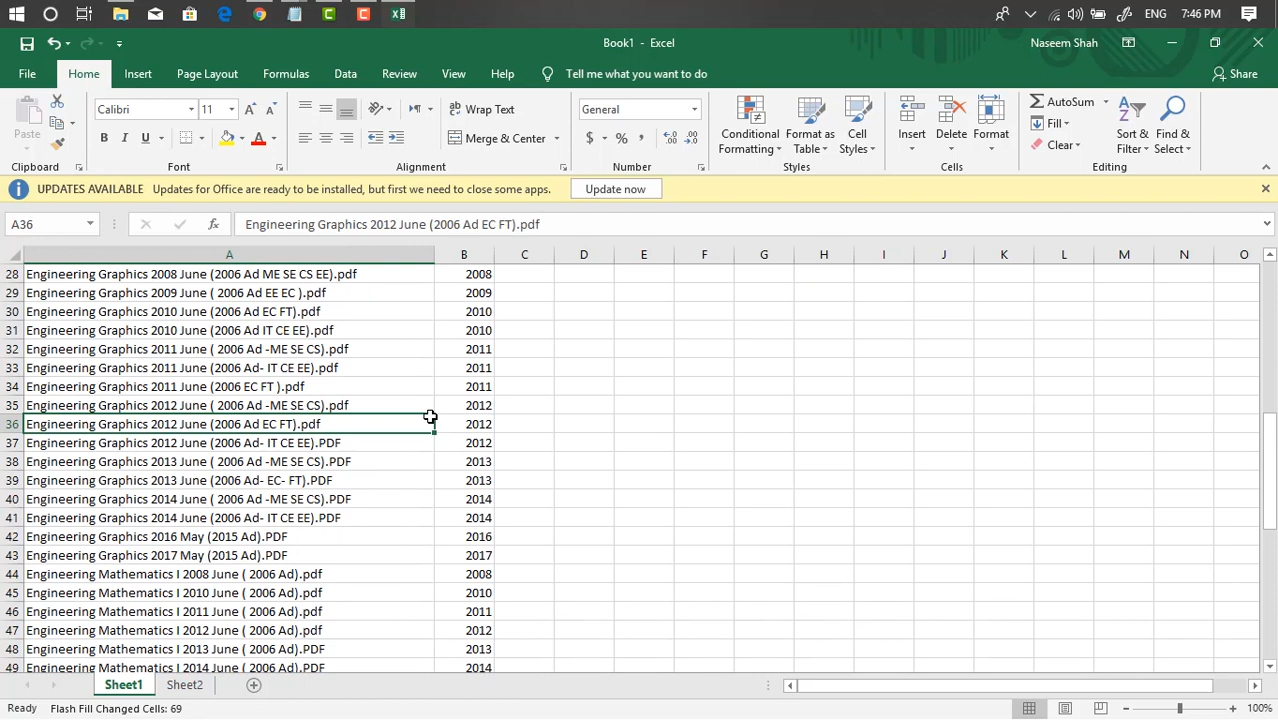 ENG 7:46 PM
Book1 - Excel Naseem Shah
File Home Insert Page Layout Formulas Data Review View Help Tell me what you want to do Share
Calibri 11 Wrap Text General AutoSum
Paste B I U Merge & Center $ % , Conditional Formatting Format as Table Cell Styles Insert Delete Format Fill Clear Sort & Filter Find & Select
Clipboard Font Alignment Number Styles Cells Editing
UPDATES AVAILABLE Updates for Office are ready to be installed, but first we need to close some apps. Update now
A36 fx Engineering Graphics 2012 June (2006 Ad EC FT).pdf
A B C D E F G H I J K L M N O
28 Engineering Graphics 2008 June (2006 Ad ME SE CS EE).pdf 2008
29 Engineering Graphics 2009 June ( 2006 Ad EE EC ).pdf 2009
30 Engineering Graphics 2010 June (2006 Ad EC FT).pdf 2010
31 Engineering Graphics 2010 June (2006 Ad IT CE EE).pdf 2010
32 Engineering Graphics 2011 June ( 2006 Ad -ME SE CS).pdf 2011
33 Engineering Graphics 2011 June (2006 Ad- IT CE EE).pdf 2011
34 Engineering Graphics 2011 June (2006 EC FT ).pdf 2011
35 Engineering Graphics 2012 June ( 2006 Ad -ME SE CS).pdf 2012
36 Engineering Graphics 2012 June (2006 Ad EC FT).pdf 2012
37 Engineering Graphics 2012 June (2006 Ad- IT CE EE).PDF 2012
38 Engineering Graphics 2013 June ( 2006 Ad -ME SE CS).PDF 2013
39 Engineering Graphics 2013 June (2006 Ad- EC- FT).PDF 2013
40 Engineering Graphics 2014 June ( 2006 Ad -ME SE CS).PDF 2014
41 Engineering Graphics 2014 June (2006 Ad- IT CE EE).PDF 2014
42 Engineering Graphics 2016 May (2015 Ad).PDF 2016
43 Engineering Graphics 2017 May (2015 Ad).PDF 2017
44 Engineering Mathematics I 2008 June ( 2006 Ad).pdf 2008
45 Engineering Mathematics I 2010 June ( 2006 Ad).pdf 2010
46 Engineering Mathematics I 2011 June ( 2006 Ad).pdf 2011
47 Engineering Mathematics I 2012 June ( 2006 Ad).pdf 2012
48 Engineering Mathematics I 2013 June ( 2006 Ad).PDF 2013
49 Engineering Mathematics I 2014 June ( 2006 Ad).PDF 2014
Sheet1 Sheet2
Ready Flash Fill Changed Cells: 69 100%